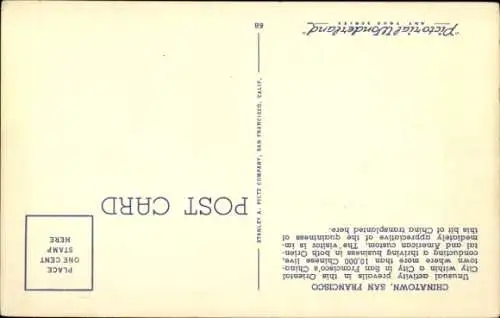 CHINATOWN, SAN FRANCISCO
Unusual activity prevails in this Oriental
City within a City in San Francisco's China-
town where more than 10,000 Chinese live,
conducting a thriving business in both Orien-
tal and American custom. The visitor is im-
mediately appreciative of the quaintness of
this bit of China transplanted here.
STANLEY A. PILTZ COMPANY, SAN FRANCISCO, CALIF.
POST CARD
PLACE
ONE CENT
STAMP
HERE
68
"Pictorial Wonderland"
ART TONE SERIES